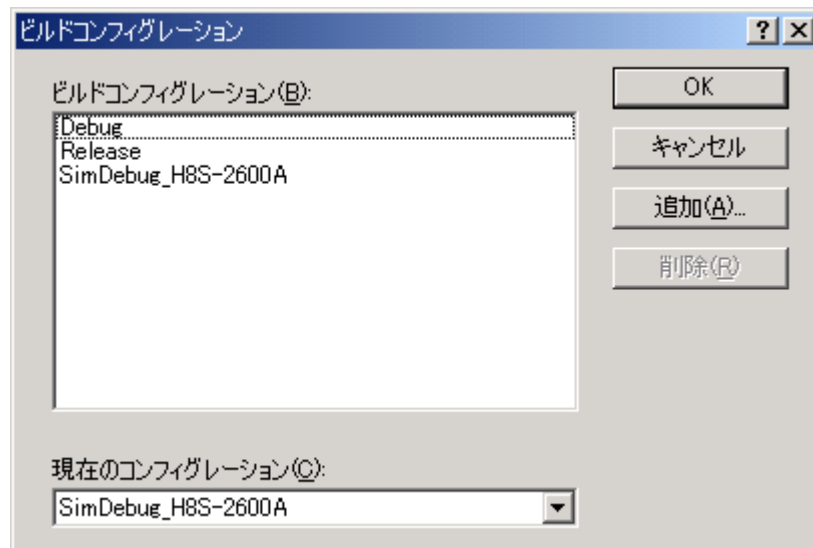 ビルドコンフィグレーション
ビルドコンフィグレーション(B):
Debug
Release
SimDebug_H8S-2600A
OK
キャンセル
追加(A)...
削除(R)
現在のコンフィグレーション(C):
SimDebug_H8S-2600A